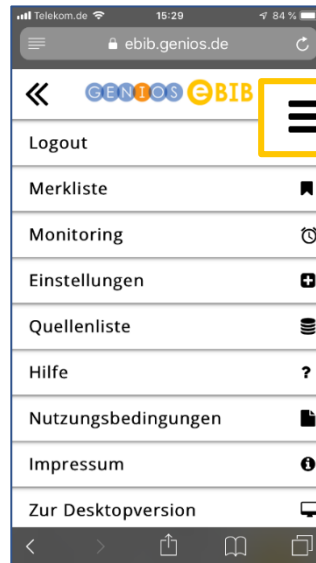 Telekom.de 15:29 84 %
ebib.genios.de
GENIOS eBIB
Logout
Merkliste
Monitoring
Einstellungen
Quellenliste
Hilfe ?
Nutzungsbedingungen
Impressum
Zur Desktopversion